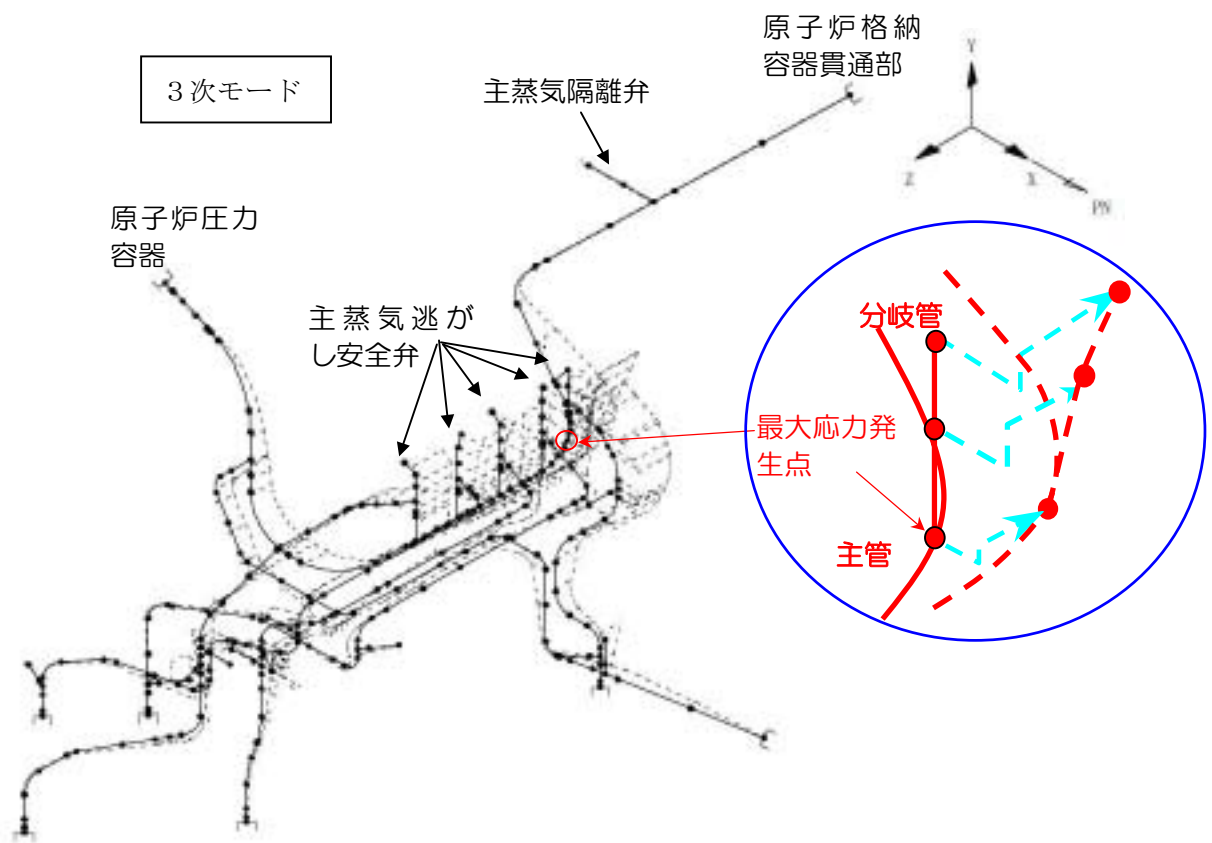 ３次モード
原子炉格納
容器貫通部
主蒸気隔離弁
Y
Z
X
PN
原子炉圧力
容器
主蒸気逃が
し安全弁
分岐管
最大応力発
生点
主管